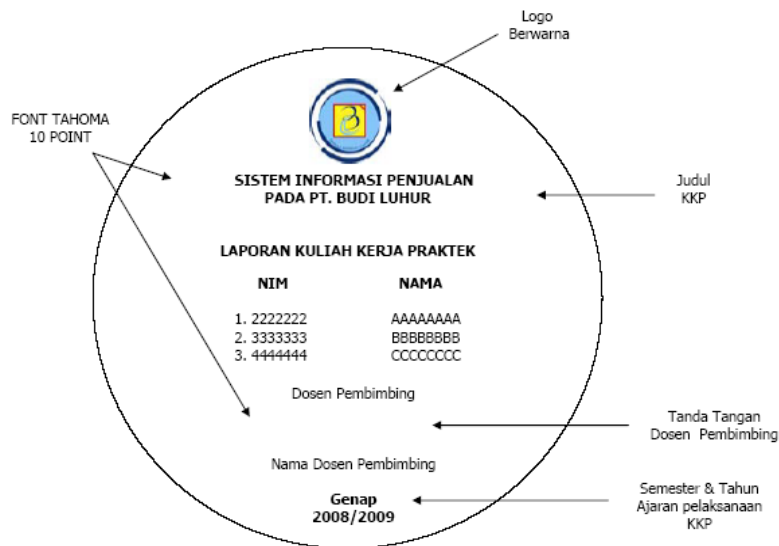 Logo
Berwarna
FONT TAHOMA
10 POINT
SISTEM INFORMASI PENJUALAN
PADA PT. BUDI LUHUR
Judul
KKP
LAPORAN KULIAH KERJA PRAKTEK
NIM NAMA
1. 2222222 AAAAAAAA
2. 3333333 BBBBBBBB
3. 4444444 CCCCCCCC
Dosen Pembimbing
Tanda Tangan
Dosen Pembimbing
Nama Dosen Pembimbing
Genap
2008/2009
Semester & Tahun
Ajaran pelaksanaan
KKP